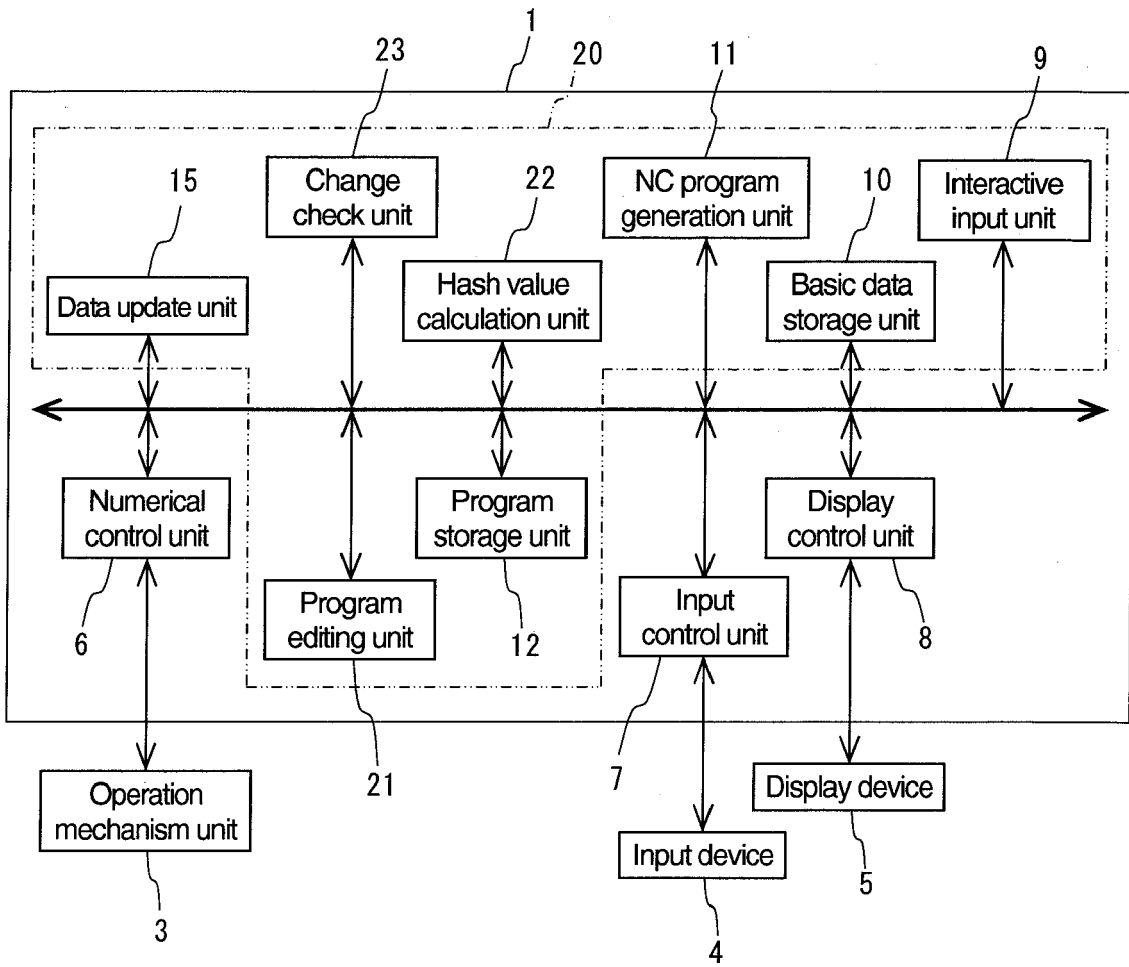 1
23
20
11
9
15
Change
check unit
22
NC program
generation unit
10
Interactive
input unit
Data update unit
Hash value
calculation unit
Basic data
storage unit
Numerical
control unit
Program
storage unit
Display
control unit
6
Program
editing unit
12
Input
control unit
8
21
7
Operation
mechanism unit
Display device
Input device
5
3
4